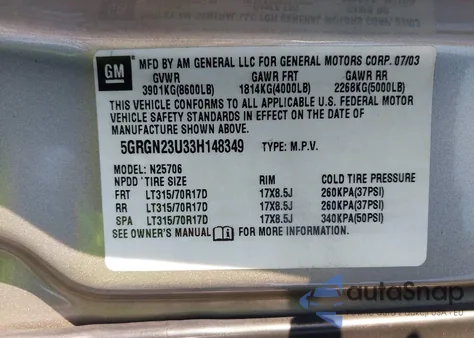 GM
MFD BY AM GENERAL LLC FOR GENERAL MOTORS CORP. 07/03
GVWR GAWR FRT GAWR RR
3901KG(8600LB) 1814KG(4000LB) 2268KG(5000LB)
THIS VEHICLE CONFORMS TO ALL APPLICABLE U.S. FEDERAL MOTOR
VEHICLE SAFETY STANDARDS IN EFFECT ON THE DATE OF
MANUFACTURE SHOWN ABOVE.
5GRGN23U33H148349 TYPE: M.P.V.
MODEL: N25706
NPDD TIRE SIZE RIM COLD TIRE PRESSURE
FRT LT315/70R17D 17X8.5J 260KPA(37PSI)
RR LT315/70R17D 17X8.5J 260KPA(37PSI)
SPA LT315/70R17D 17X8.5J 340KPA(50PSI)
SEE OWNER'S MANUAL FOR MORE INFORMATION.
autoSnap